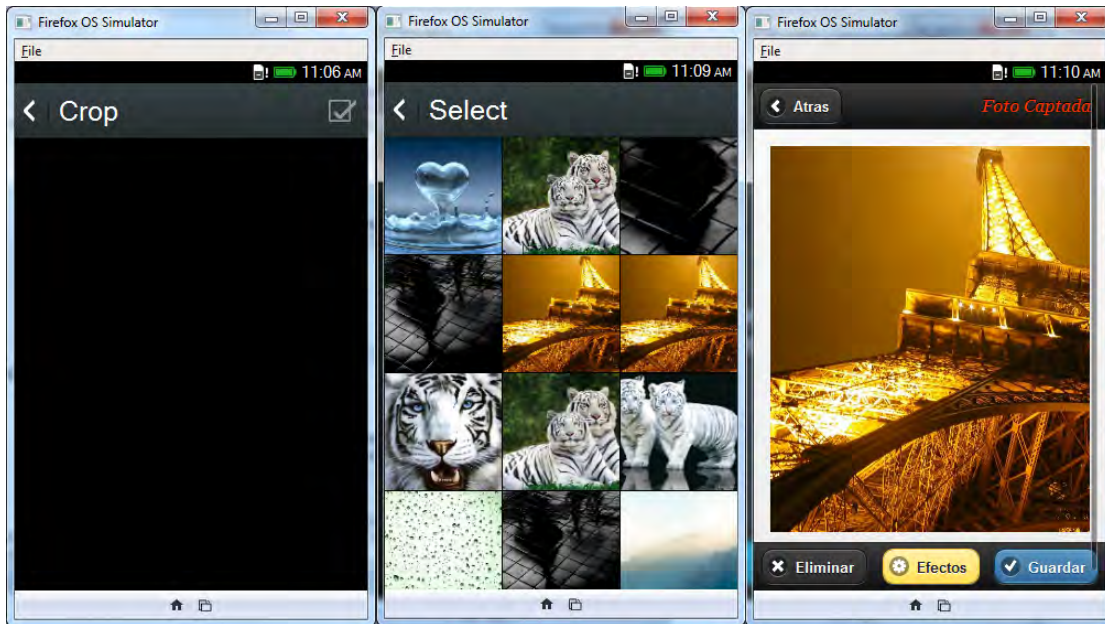 Firefox OS Simulator
File
11:06 AM
Crop
Firefox OS Simulator
File
11:09 AM
Select
Firefox OS Simulator
File
11:10 AM
Atras
Foto Captada
Eliminar
Efectos
Guardar